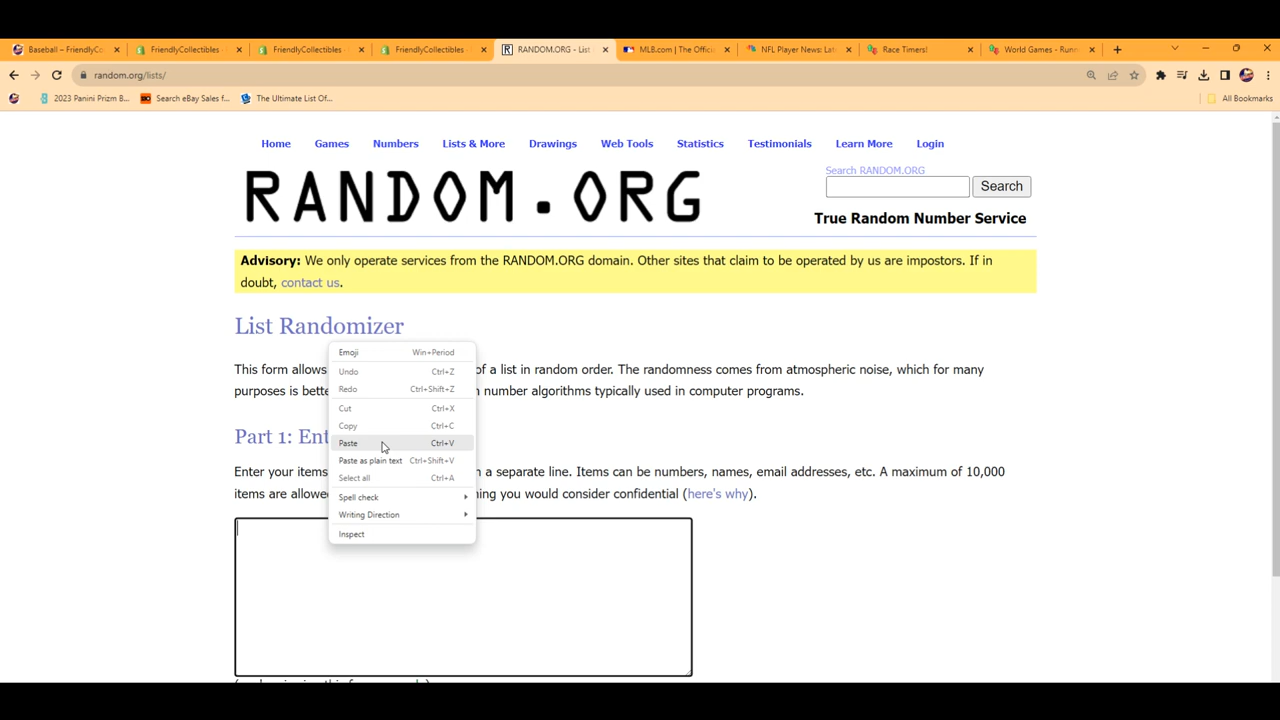 Baseball – FriendlyCo
FriendlyCollectibles ·
FriendlyCollectibles ·
FriendlyCollectibles ·
RANDOM.ORG - List
MLB.com | The Offici
NFL Player News: Lat
Race Timers!
World Games - Runn
random.org/lists/
2023 Panini Prizm B...
Search eBay Sales f...
The Ultimate List Of...
All Bookmarks
Home
Games
Numbers
Lists & More
Drawings
Web Tools
Statistics
Testimonials
Learn More
Login
RANDOM.ORG
Search RANDOM.ORG
Search
True Random Number Service
Advisory: We only operate services from the RANDOM.ORG domain. Other sites that claim to be operated by us are impostors. If in
doubt, contact us.
List Randomizer
This form allows of a list in random order. The randomness comes from atmospheric noise, which for many
purposes is bette number algorithms typically used in computer programs.
Part 1: Ent
Enter your items a separate line. Items can be numbers, names, email addresses, etc. A maximum of 10,000
items are allowe ing you would consider confidential (here's why).
Emoji Win+Period
Undo Ctrl+Z
Redo Ctrl+Shift+Z
Cut Ctrl+X
Copy Ctrl+C
Paste Ctrl+V
Paste as plain text Ctrl+Shift+V
Select all Ctrl+A
Spell check
Writing Direction
Inspect